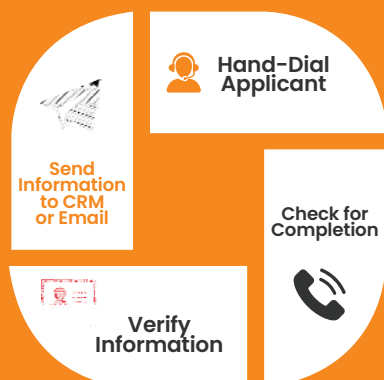 Hand-Dial
Applicant
Check for
Completion
Verify
Information
Send
Information
to CRM
or Email